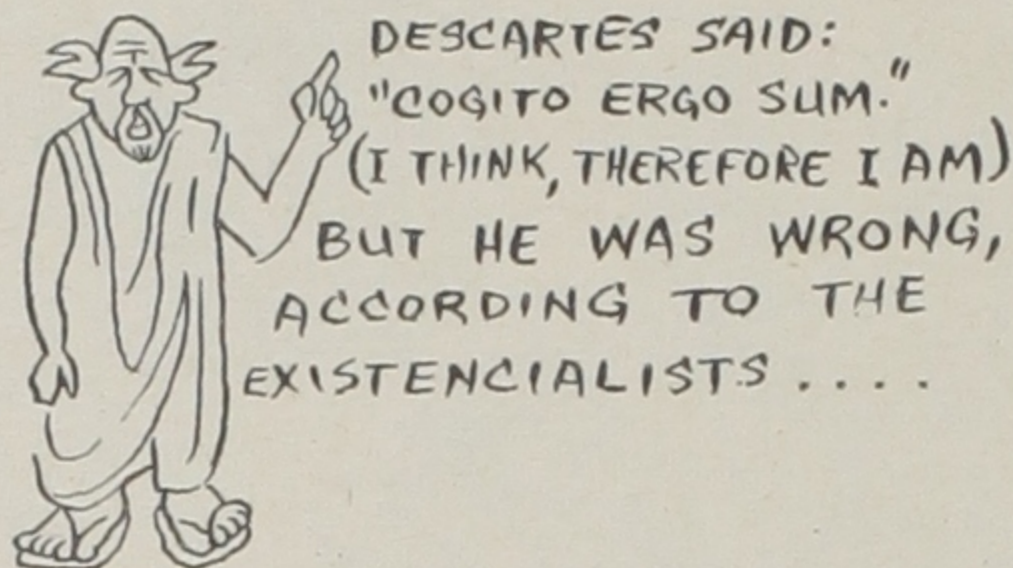 DESCARTES SAID:
"COGITO ERGO SUM."
(I THINK, THEREFORE I AM)
BUT HE WAS WRONG,
ACCORDING TO THE
EXISTENCIALISTS ....